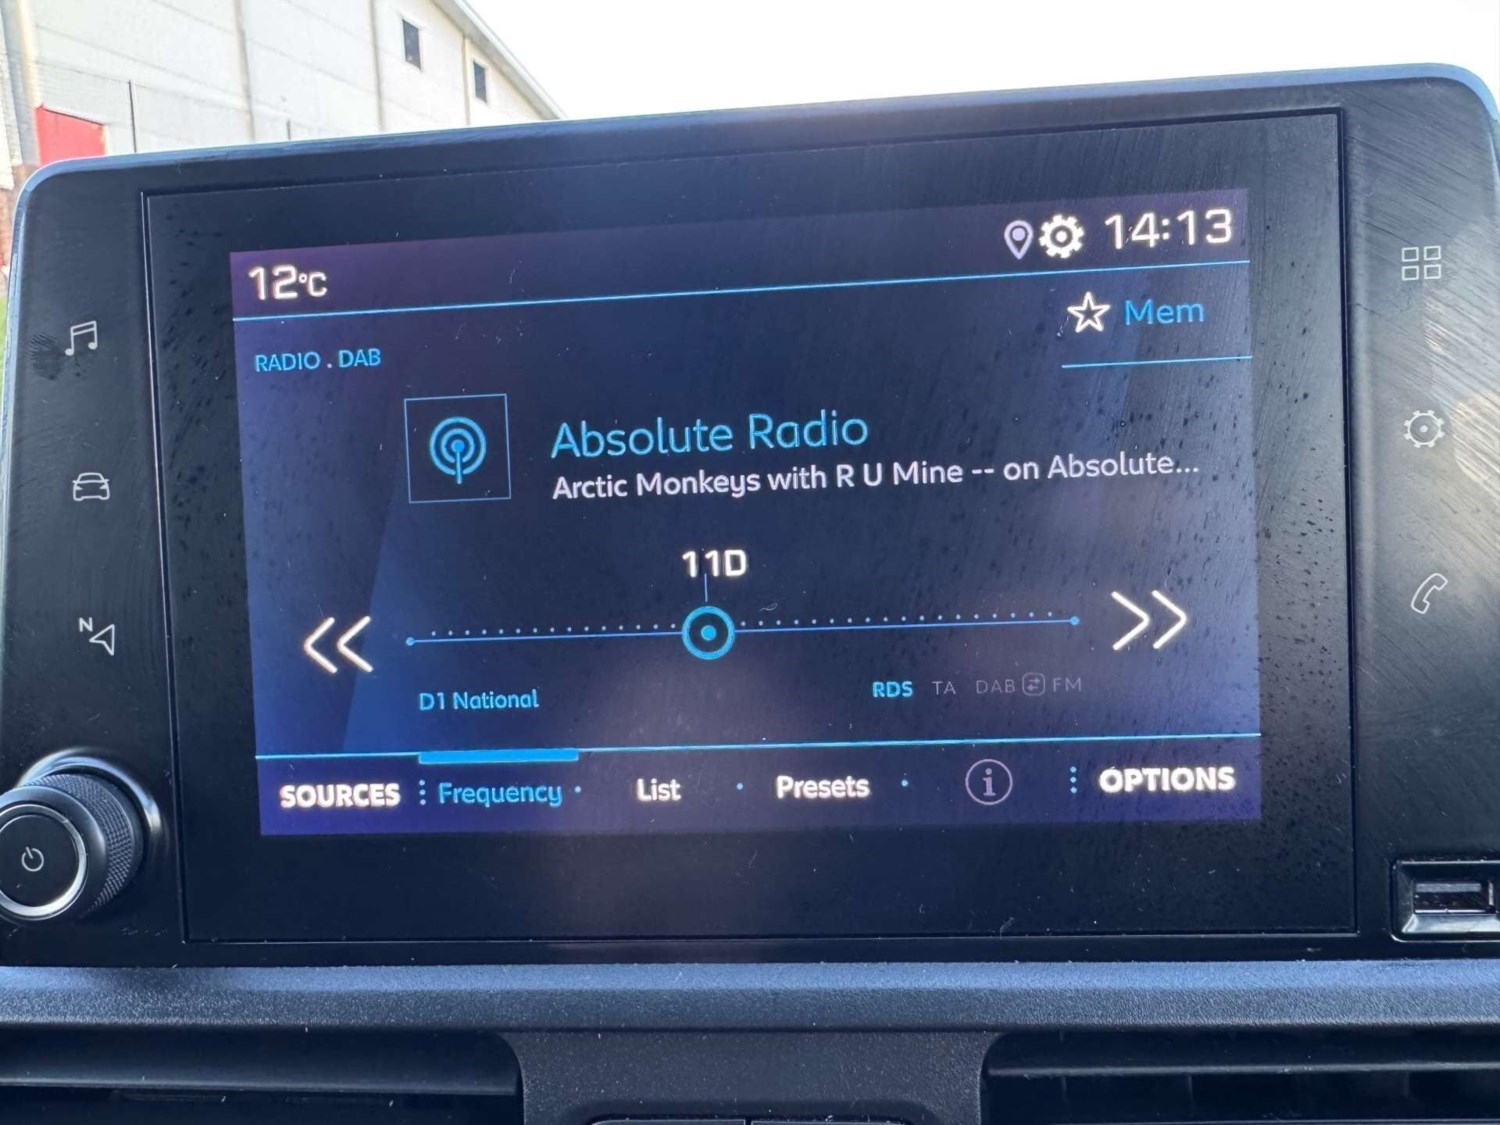 12°C
14:13
Mem
RADIO . DAB
Absolute Radio
Arctic Monkeys with R U Mine -- on Absolute...
11D
D1 National
RDS TA DAB FM
SOURCES Frequency List Presets i OPTIONS
N